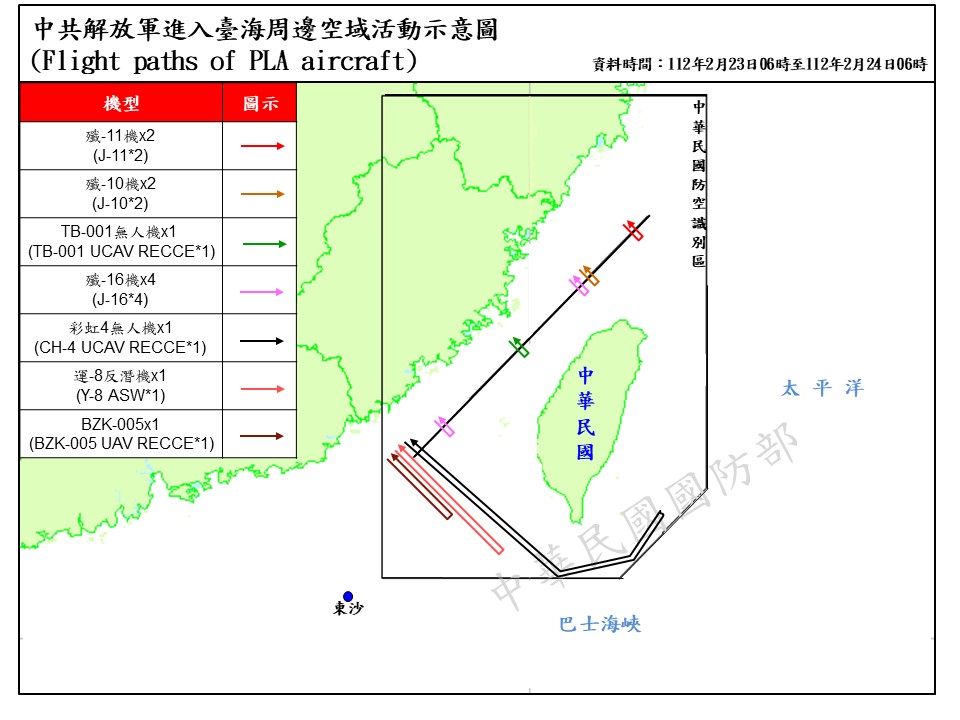 中共解放軍進入臺海周邊空域活動示意圖
(Flight paths of PLA aircraft)
資料時間：112年2月23日06時至112年2月24日06時
機型 圖示
殲-11機x2
(J-11*2)
殲-10機x2
(J-10*2)
TB-001無人機x1
(TB-001 UCAV RECCE*1)
殲-16機x4
(J-16*4)
彩虹4無人機x1
(CH-4 UCAV RECCE*1)
運-8反潛機x1
(Y-8 ASW*1)
BZK-005x1
(BZK-005 UAV RECCE*1)
中華民國防空識別區
中華民國
太平洋
中華民國國防部
東沙
巴士海峽